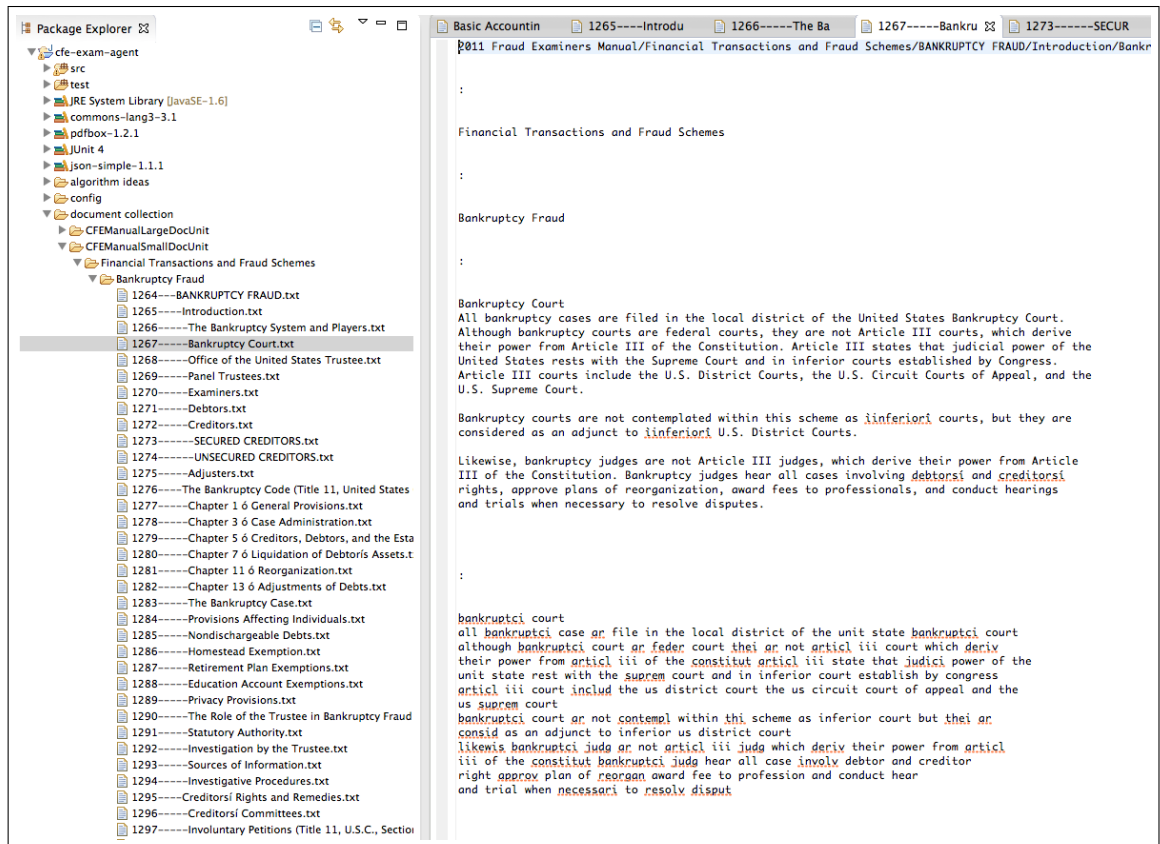 Package Explorer
cfe-exam-agent
src
test
JRE System Library [JavaSE-1.6]
commons-lang3-3.1
pdfbox-1.2.1
JUnit 4
json-simple-1.1.1
algorithm ideas
config
document collection
CFEManualLargeDocUnit
CFEManualSmallDocUnit
Financial Transactions and Fraud Schemes
Bankruptcy Fraud
1264---BANKRUPTCY FRAUD.txt
1265----Introduction.txt
1266-----The Bankruptcy System and Players.txt
1267-----Bankruptcy Court.txt
1268-----Office of the United States Trustee.txt
1269-----Panel Trustees.txt
1270-----Examiners.txt
1271-----Debtors.txt
1272-----Creditors.txt
1273------SECURED CREDITORS.txt
1274------UNSECURED CREDITORS.txt
1275-----Adjusters.txt
1276----The Bankruptcy Code (Title 11, United States
1277-----Chapter 1 ó General Provisions.txt
1278-----Chapter 3 ó Case Administration.txt
1279-----Chapter 5 ó Creditors, Debtors, and the Esta
1280-----Chapter 7 ó Liquidation of Debtorís Assets.t
1281-----Chapter 11 ó Reorganization.txt
1282-----Chapter 13 ó Adjustments of Debts.txt
1283-----The Bankruptcy Case.txt
1284-----Provisions Affecting Individuals.txt
1285-----Nondischargeable Debts.txt
1286-----Homestead Exemption.txt
1287-----Retirement Plan Exemptions.txt
1288-----Education Account Exemptions.txt
1289-----Privacy Provisions.txt
1290-----The Role of the Trustee in Bankruptcy Fraud
1291-----Statutory Authority.txt
1292-----Investigation by the Trustee.txt
1293-----Sources of Information.txt
1294-----Investigative Procedures.txt
1295----Creditorsí Rights and Remedies.txt
1296-----Creditorsí Committees.txt
1297-----Involuntary Petitions (Title 11, U.S.C., Section
Basic Accountin 1265----Introdu 1266-----The Ba 1267-----Bankru 1273------SECUR
2011 Fraud Examiners Manual/Financial Transactions and Fraud Schemes/BANKRUPTCY FRAUD/Introduction/Bankr
:
Financial Transactions and Fraud Schemes
:
Bankruptcy Fraud
:
Bankruptcy Court
All bankruptcy cases are filed in the local district of the United States Bankruptcy Court.
Although bankruptcy courts are federal courts, they are not Article III courts, which derive
their power from Article III of the Constitution. Article III states that judicial power of the
United States rests with the Supreme Court and in inferior courts established by Congress.
Article III courts include the U.S. District Courts, the U.S. Circuit Courts of Appeal, and the
U.S. Supreme Court.
Bankruptcy courts are not contemplated within this scheme as ìinferiorî courts, but they are
considered as an adjunct to ìinferiorî U.S. District Courts.
Likewise, bankruptcy judges are not Article III judges, which derive their power from Article
III of the Constitution. Bankruptcy judges hear all cases involving debtorsí and creditorsí
rights, approve plans of reorganization, award fees to professionals, and conduct hearings
and trials when necessary to resolve disputes.
:
bankruptci court
all bankruptci case ar file in the local district of the unit state bankruptci court
although bankruptci court ar feder court thei ar not articl iii court which deriv
their power from articl iii of the constitut articl iii state that judici power of the
unit state rest with the suprem court and in inferior court establish by congress
articl iii court includ the us district court the us circuit court of appeal and the
us suprem court
bankruptci court ar not contempl within thi scheme as inferior court but thei ar
consid as an adjunct to inferior us district court
likewis bankruptci judg ar not articl iii judg which deriv their power from articl
iii of the constitut bankruptci judg hear all case involv debtor and creditor
right approv plan of reorgan award fee to profession and conduct hear
and trial when necessari to resolv disput